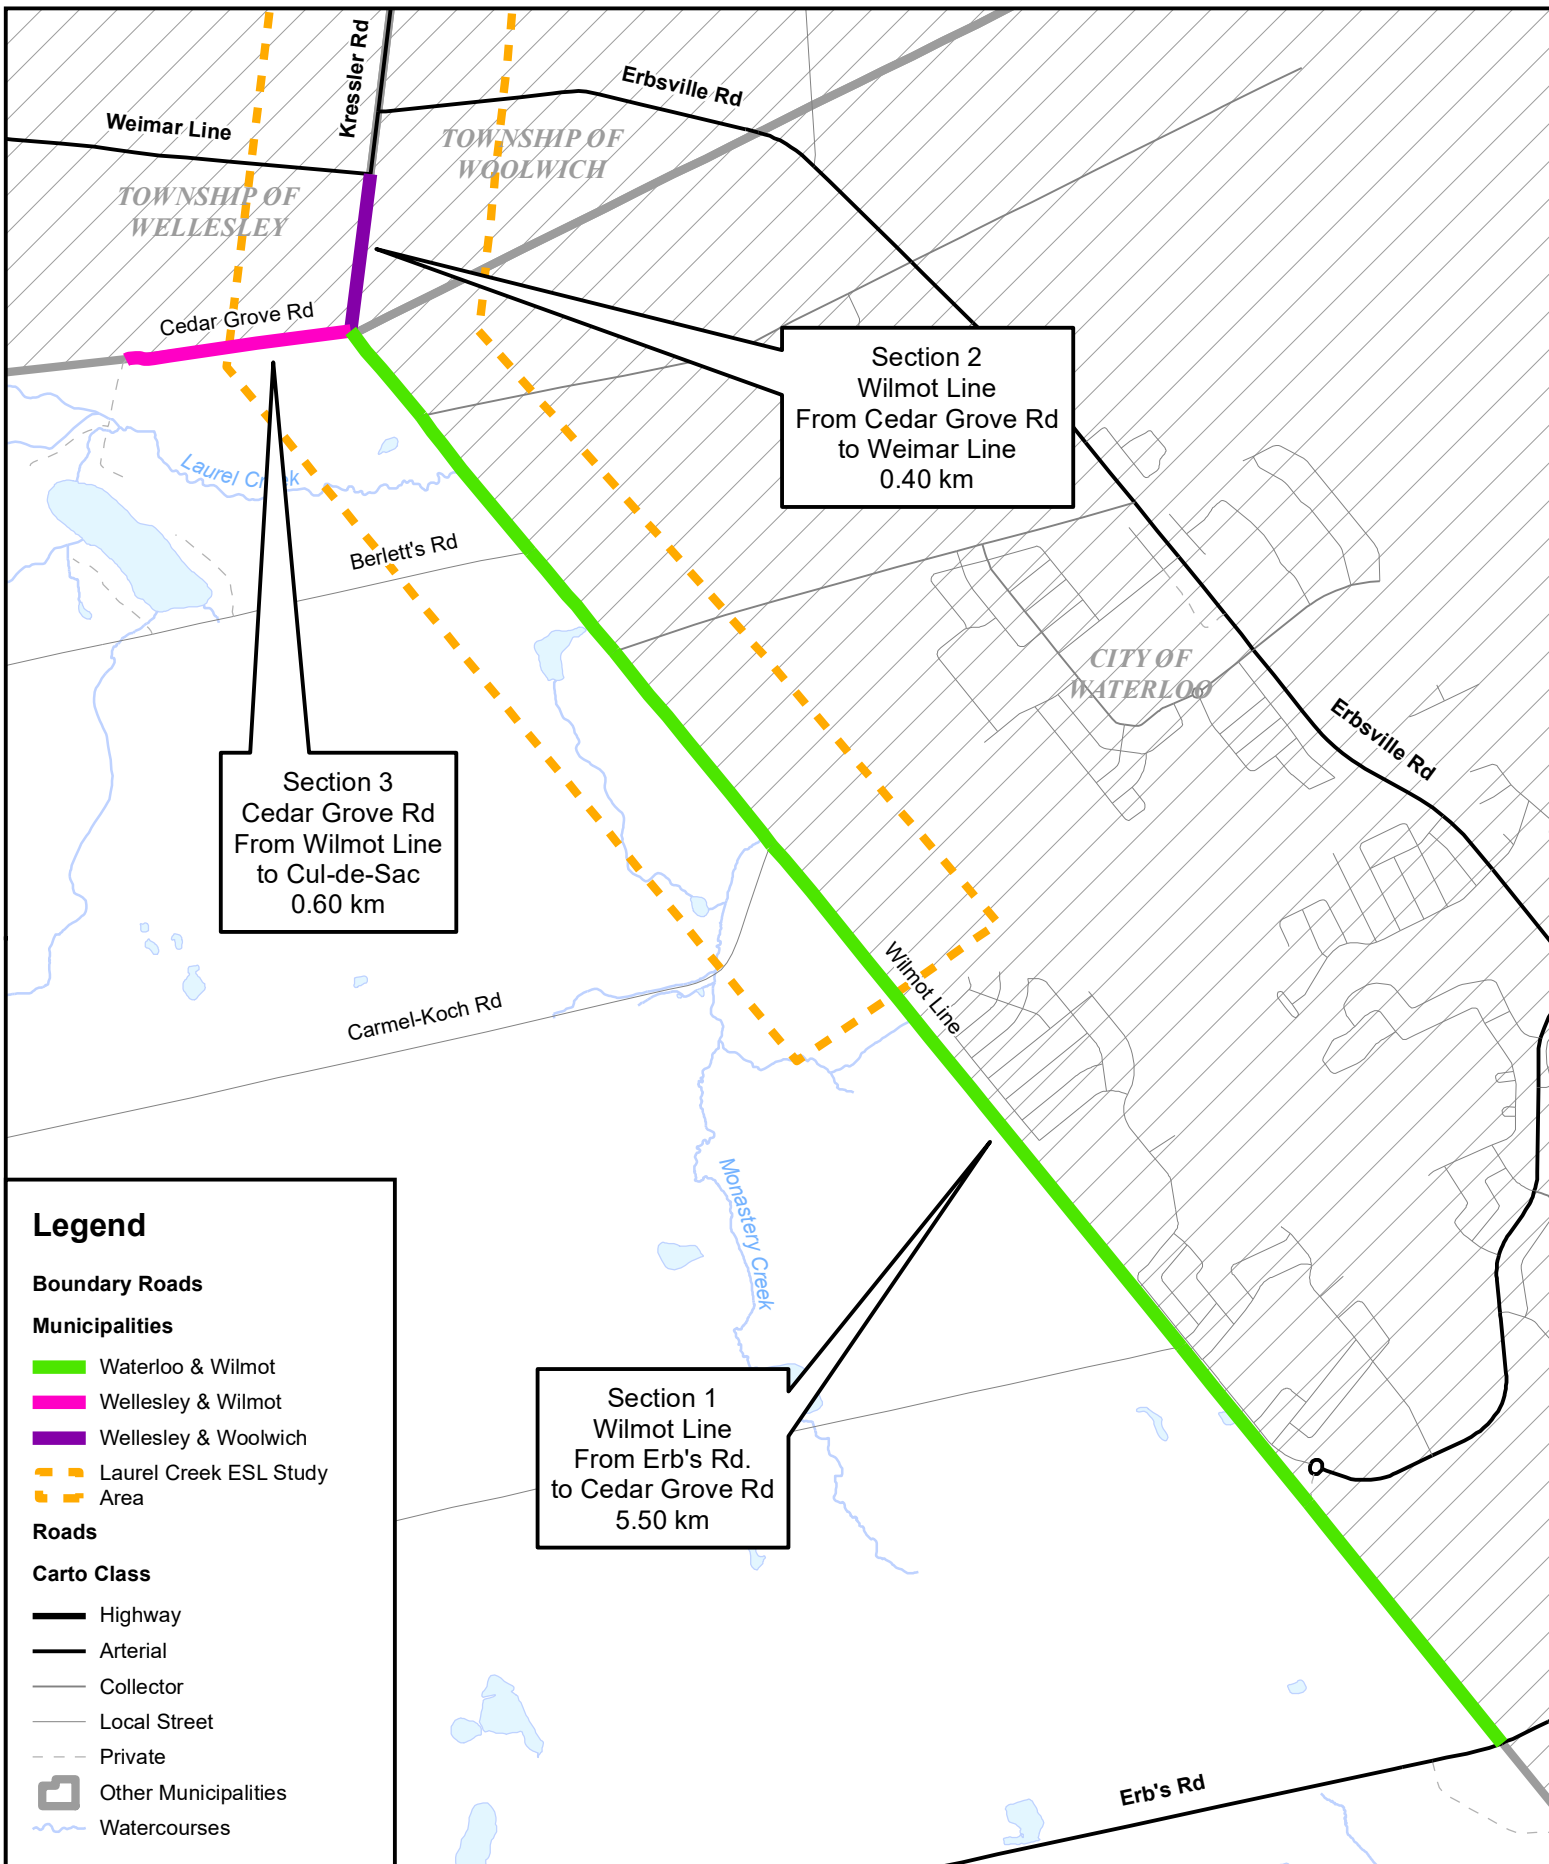 Kressler Rd
Erbsville Rd
Weimar Line
TOWNSHIP OF
WOOLWICH
TOWNSHIP OF
WELLESLEY
Cedar Grove Rd
Section 2
Wilmot Line
From Cedar Grove Rd
to Weimar Line
0.40 km
Laurel Creek
Berlett's Rd
CITY OF
WATERLOO
Erbsville Rd
Section 3
Cedar Grove Rd
From Wilmot Line
to Cul-de-Sac
0.60 km
Wilmot Line
Carmel-Koch Rd
Monastery Creek
Section 1
Wilmot Line
From Erb's Rd.
to Cedar Grove Rd
5.50 km
Erb's Rd
Legend
Boundary Roads
Municipalities
Waterloo & Wilmot
Wellesley & Wilmot
Wellesley & Woolwich
Laurel Creek ESL Study
Area
Roads
Carto Class
Highway
Arterial
Collector
Local Street
Private
Other Municipalities
Watercourses